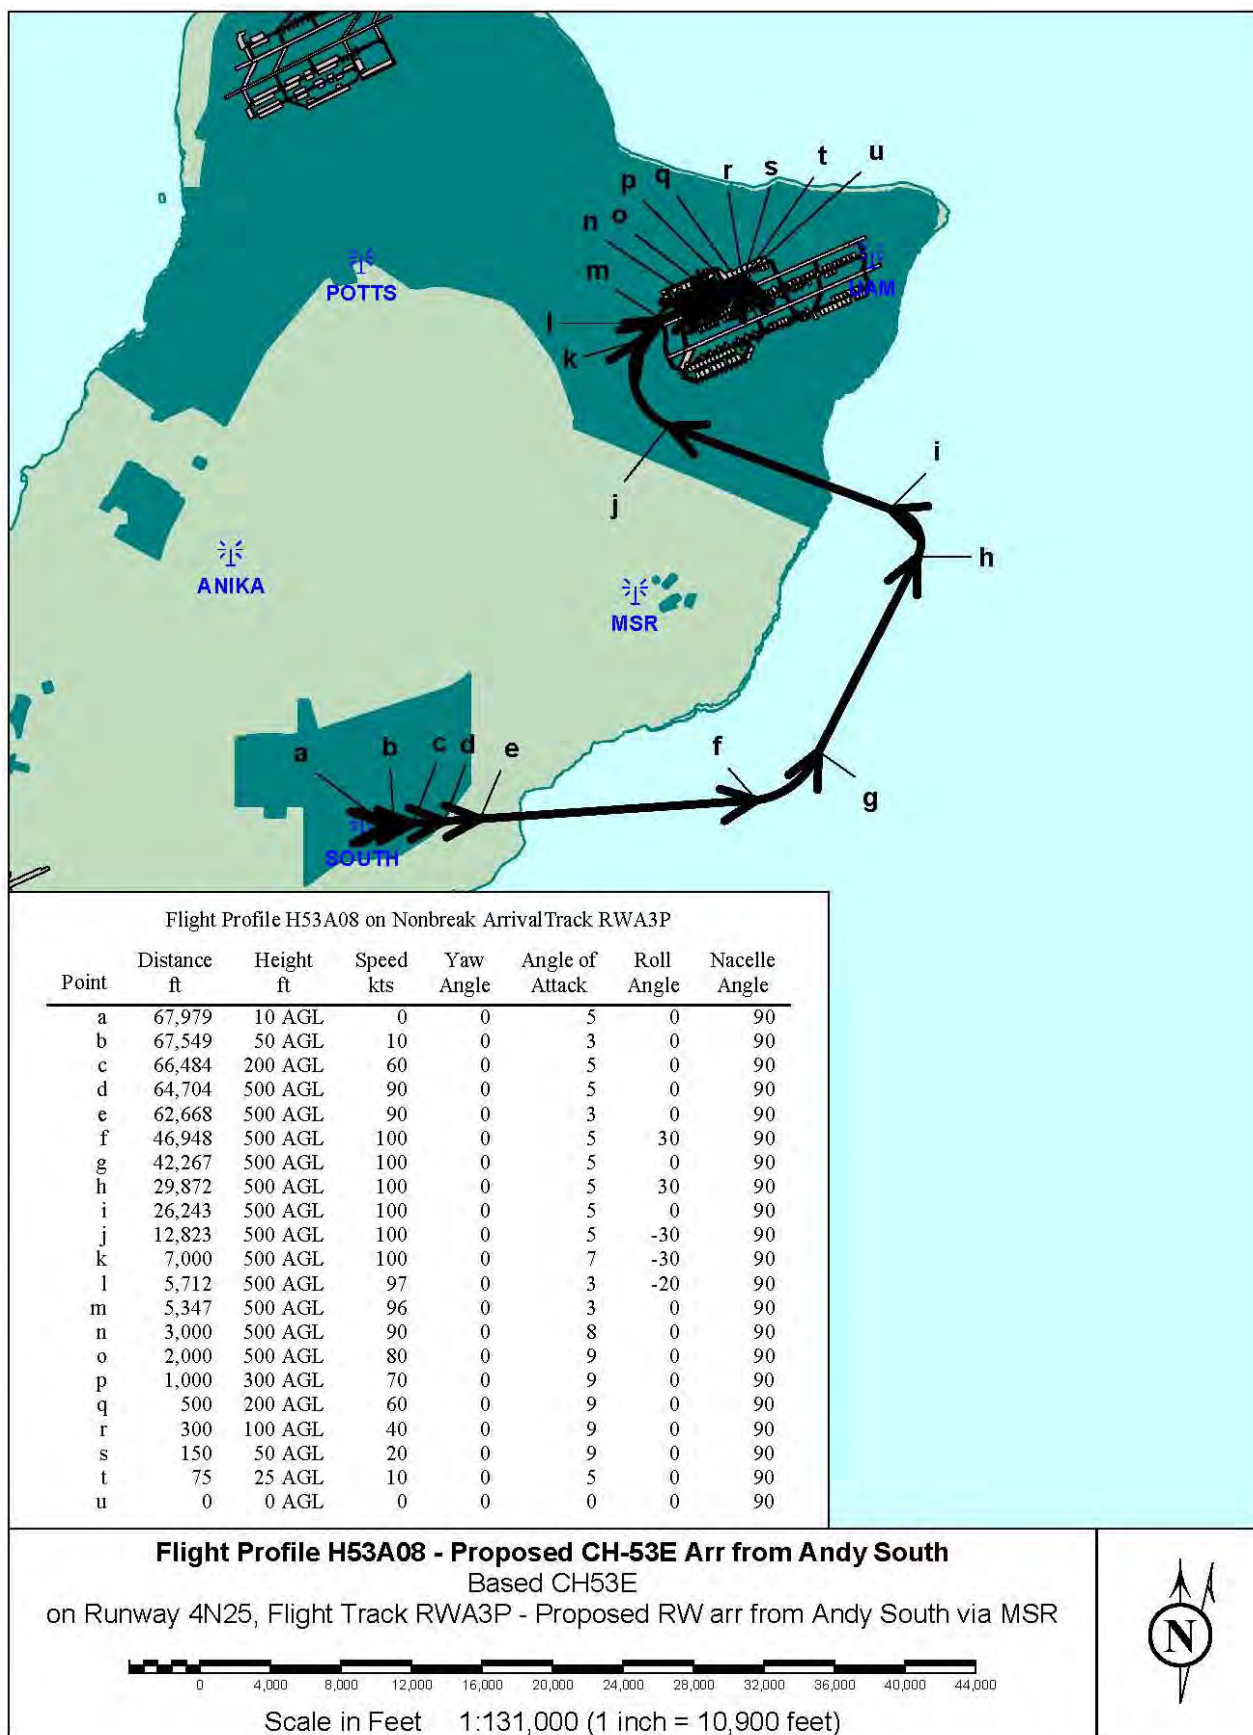 u
t
s
r
q
p
o
n
m
l
k
UAM
POTTS
i
j
h
ANIKA
MSR
a
b
c
d
e
f
g
SOUTH
Flight Profile H53A08 on Nonbreak ArrivalTrack RWA3P
Point Distance ft Height ft Speed kts Yaw Angle Angle of Attack Roll Angle Nacelle Angle
a 67,979 10 AGL 0 0 5 0 90
b 67,549 50 AGL 10 0 3 0 90
c 66,484 200 AGL 60 0 5 0 90
d 64,704 500 AGL 90 0 5 0 90
e 62,668 500 AGL 90 0 3 0 90
f 46,948 500 AGL 100 0 5 30 90
g 42,267 500 AGL 100 0 5 0 90
h 29,872 500 AGL 100 0 5 30 90
i 26,243 500 AGL 100 0 5 0 90
j 12,823 500 AGL 100 0 5 -30 90
k 7,000 500 AGL 100 0 7 -30 90
l 5,712 500 AGL 97 0 3 -20 90
m 5,347 500 AGL 96 0 3 0 90
n 3,000 500 AGL 90 0 8 0 90
o 2,000 500 AGL 80 0 9 0 90
p 1,000 300 AGL 70 0 9 0 90
q 500 200 AGL 60 0 9 0 90
r 300 100 AGL 40 0 9 0 90
s 150 50 AGL 20 0 9 0 90
t 75 25 AGL 10 0 5 0 90
u 0 0 AGL 0 0 0 0 90
Flight Profile H53A08 - Proposed CH-53E Arr from Andy South
Based CH53E
on Runway 4N25, Flight Track RWA3P - Proposed RW arr from Andy South via MSR
0 4,000 8,000 12,000 16,000 20,000 24,000 28,000 32,000 36,000 40,000 44,000
Scale in Feet 1:131,000 (1 inch = 10,900 feet)
N